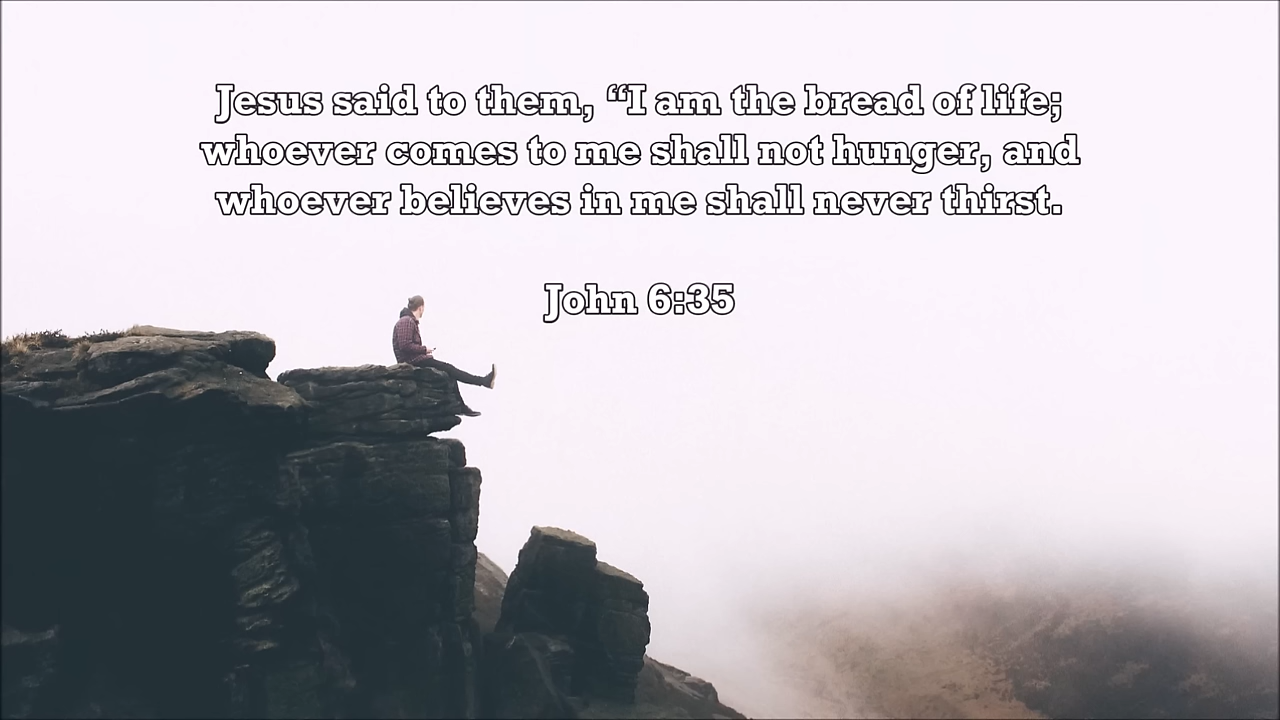 Jesus said to them, “I am the bread of life;
whoever comes to me shall not hunger, and
whoever believes in me shall never thirst.
John 6:35